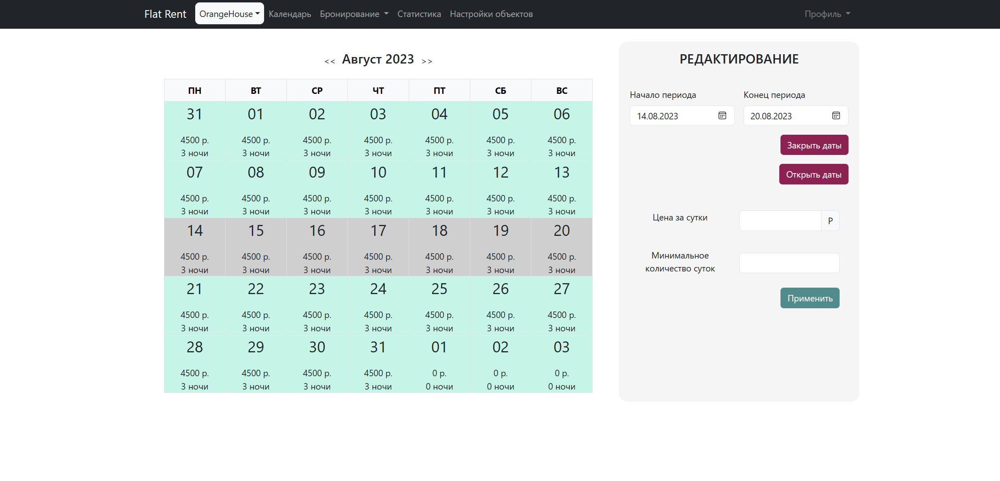 Flat Rent OrangeHouse Календарь Бронирование Статистика Настройки объектов Профиль
<< Август 2023 >>
ПН ВТ СР ЧТ ПТ СБ ВС
31 01 02 03 04 05 06
4500 р. 4500 р. 4500 р. 4500 р. 4500 р. 4500 р. 4500 р.
3 ночи 3 ночи 3 ночи 3 ночи 3 ночи 3 ночи 3 ночи
07 08 09 10 11 12 13
4500 р. 4500 р. 4500 р. 4500 р. 4500 р. 4500 р. 4500 р.
3 ночи 3 ночи 3 ночи 3 ночи 3 ночи 3 ночи 3 ночи
14 15 16 17 18 19 20
4500 р. 4500 р. 4500 р. 4500 р. 4500 р. 4500 р. 4500 р.
3 ночи 3 ночи 3 ночи 3 ночи 3 ночи 3 ночи 3 ночи
21 22 23 24 25 26 27
4500 р. 4500 р. 4500 р. 4500 р. 4500 р. 4500 р. 4500 р.
3 ночи 3 ночи 3 ночи 3 ночи 3 ночи 3 ночи 3 ночи
28 29 30 31 01 02 03
4500 р. 4500 р. 4500 р. 4500 р. 0 р. 0 р. 0 р.
3 ночи 3 ночи 3 ночи 3 ночи 0 ночи 0 ночи 0 ночи
РЕДАКТИРОВАНИЕ
Начало периода Конец периода
14.08.2023 20.08.2023
Закрыть даты
Открыть даты
Цена за сутки Р
Минимальное
количество суток
Применить